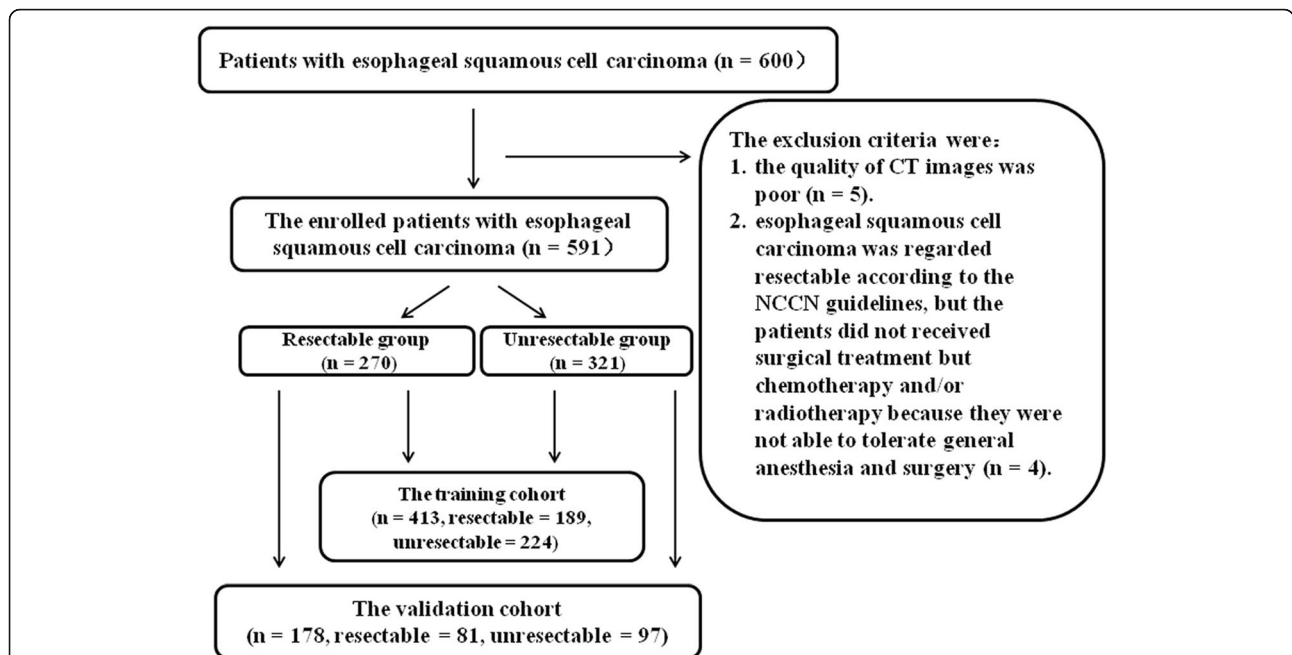 Patients with esophageal squamous cell carcinoma (n = 600）
The exclusion criteria were：
1. the quality of CT images was
poor (n = 5).
2. esophageal squamous cell
carcinoma was regarded
resectable according to the
NCCN guidelines, but the
patients did not received
surgical treatment but
chemotherapy and/or
radiotherapy because they were
not able to tolerate general
anesthesia and surgery (n = 4).
The enrolled patients with esophageal
squamous cell carcinoma (n = 591）
Resectable group
(n = 270)
Unresectable group
(n = 321)
The training cohort
(n = 413, resectable = 189,
unresectable = 224)
The validation cohort
(n = 178, resectable = 81, unresectable = 97)